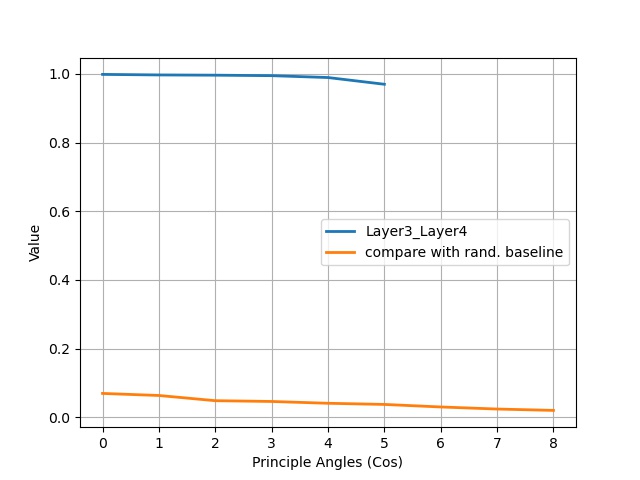 1.0
0.8
0.6
0.4
0.2
0.0
Value
Layer3_Layer4
compare with rand. baseline
0 1 2 3 4 5 6 7 8
Principle Angles (Cos)